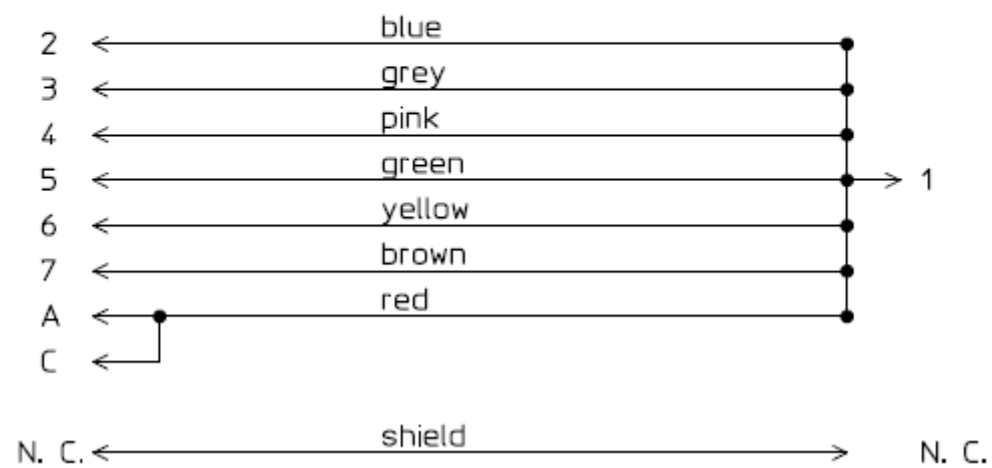 2 blue
3 grey
4 pink
5 green 1
6 yellow
7 brown
A red
C
N. C. shield N. C.